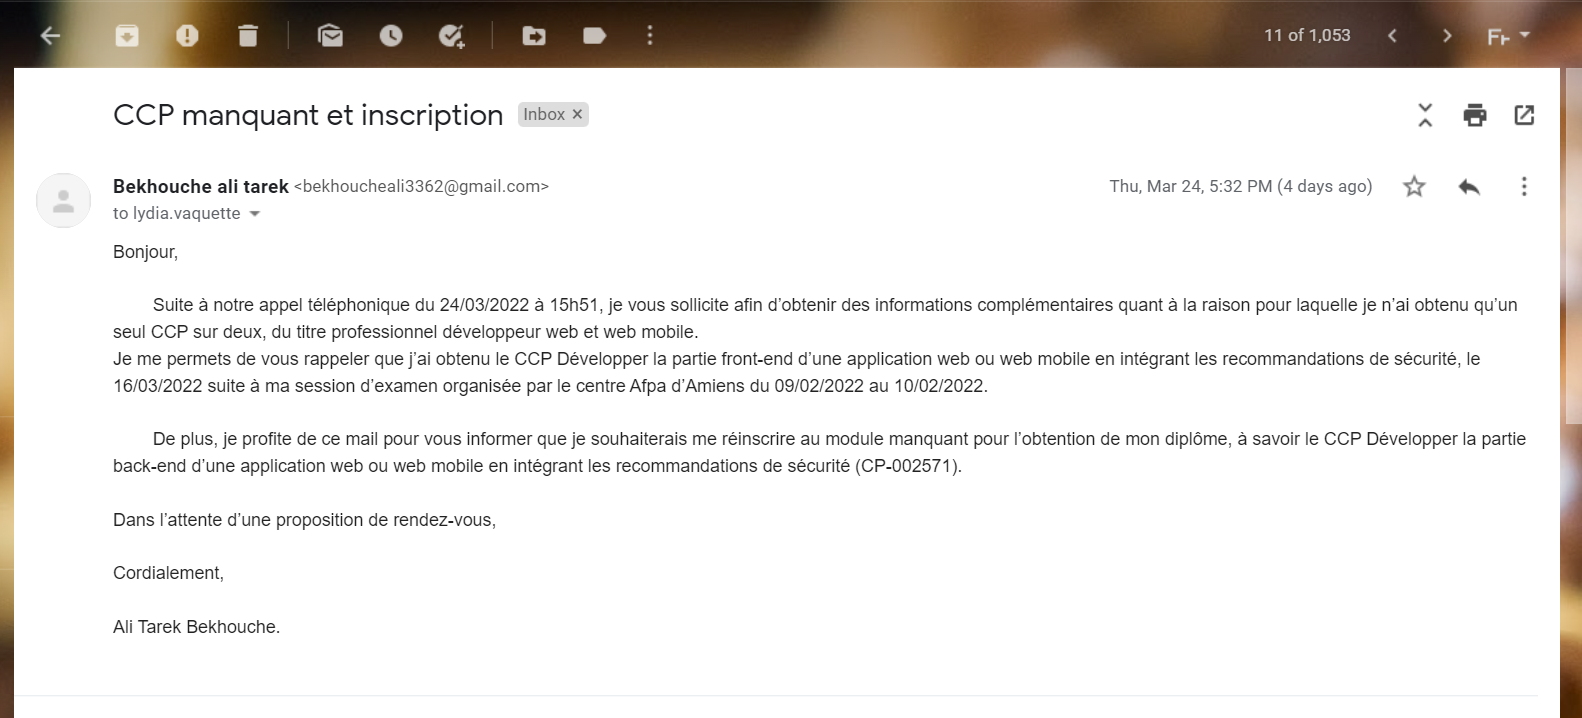 11 of 1,053
CCP manquant et inscription Inbox ×
Bekhouche ali tarek <bekhoucheali3362@gmail.com> Thu, Mar 24, 5:32 PM (4 days ago)
to lydia.vaquette
Bonjour,
Suite à notre appel téléphonique du 24/03/2022 à 15h51, je vous sollicite afin d’obtenir des informations complémentaires quant à la raison pour laquelle je n’ai obtenu qu’un
seul CCP sur deux, du titre professionnel développeur web et web mobile.
Je me permets de vous rappeler que j’ai obtenu le CCP Développer la partie front-end d’une application web ou web mobile en intégrant les recommandations de sécurité, le
16/03/2022 suite à ma session d’examen organisée par le centre Afpa d’Amiens du 09/02/2022 au 10/02/2022.
De plus, je profite de ce mail pour vous informer que je souhaiterais me réinscrire au module manquant pour l’obtention de mon diplôme, à savoir le CCP Développer la partie
back-end d’une application web ou web mobile en intégrant les recommandations de sécurité (CP-002571).
Dans l’attente d’une proposition de rendez-vous,
Cordialement,
Ali Tarek Bekhouche.